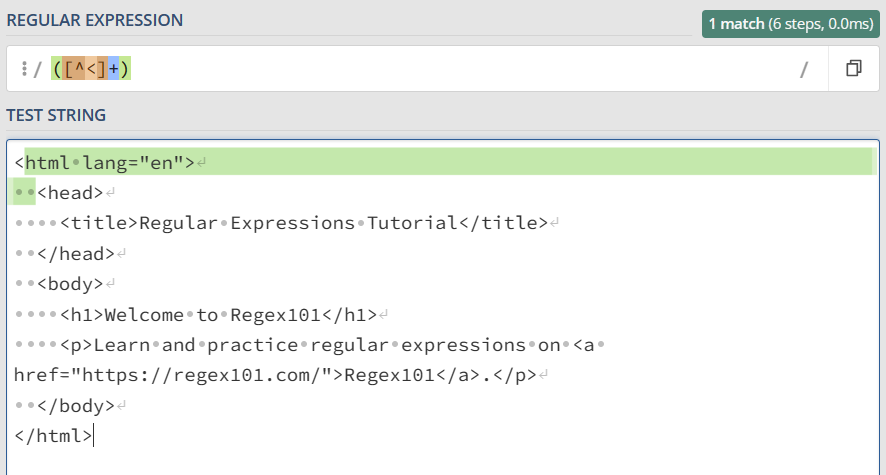 REGULAR EXPRESSION
1 match (6 steps, 0.0ms)
/ ([^<]+) /
TEST STRING
<html lang="en">
  <head>
    <title>Regular Expressions Tutorial</title>
  </head>
  <body>
    <h1>Welcome to Regex101</h1>
    <p>Learn and practice regular expressions on <a
href="https://regex101.com/">Regex101</a>.</p>
  </body>
</html>